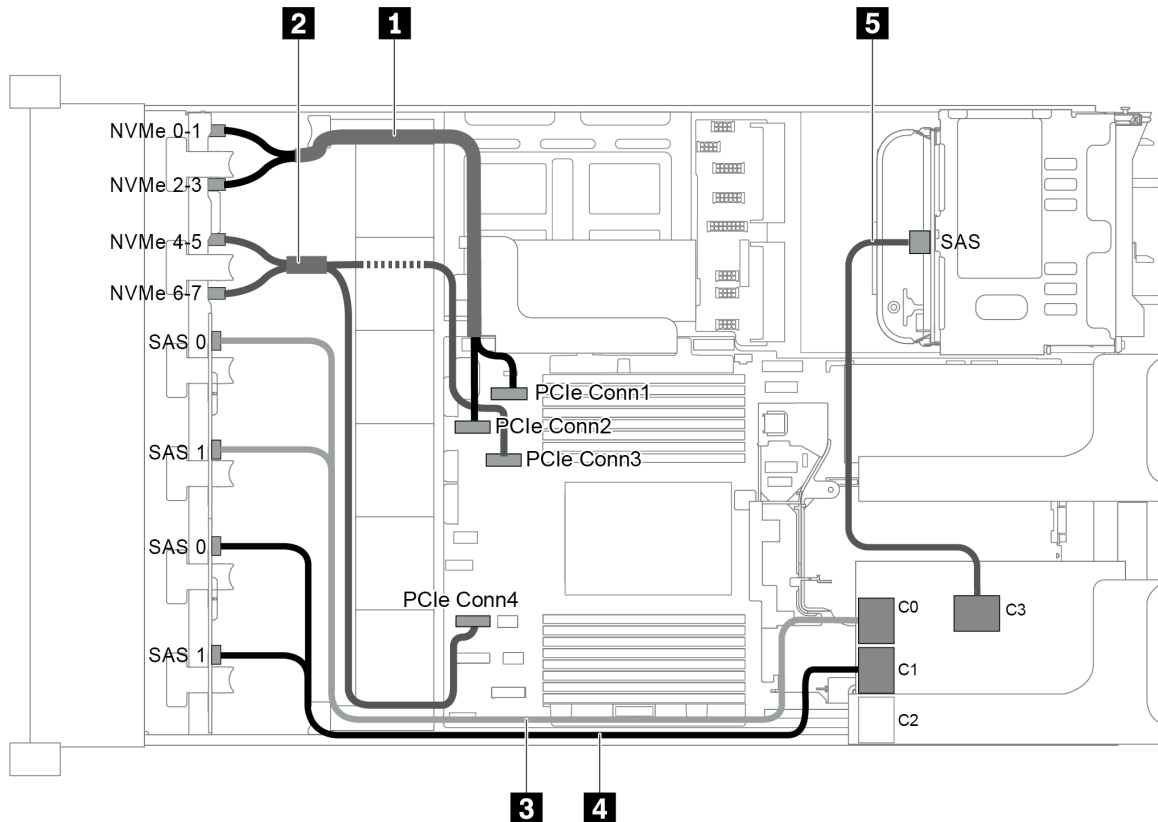 2
1
5
NVMe 0-1
NVMe 2-3
NVMe 4-5
SAS
NVMe 6-7
SAS 0
PCIe Conn1
PCIe Conn2
SAS 1
PCIe Conn3
SAS 0
PCIe Conn4
C0
C3
SAS 1
C1
C2
3
4